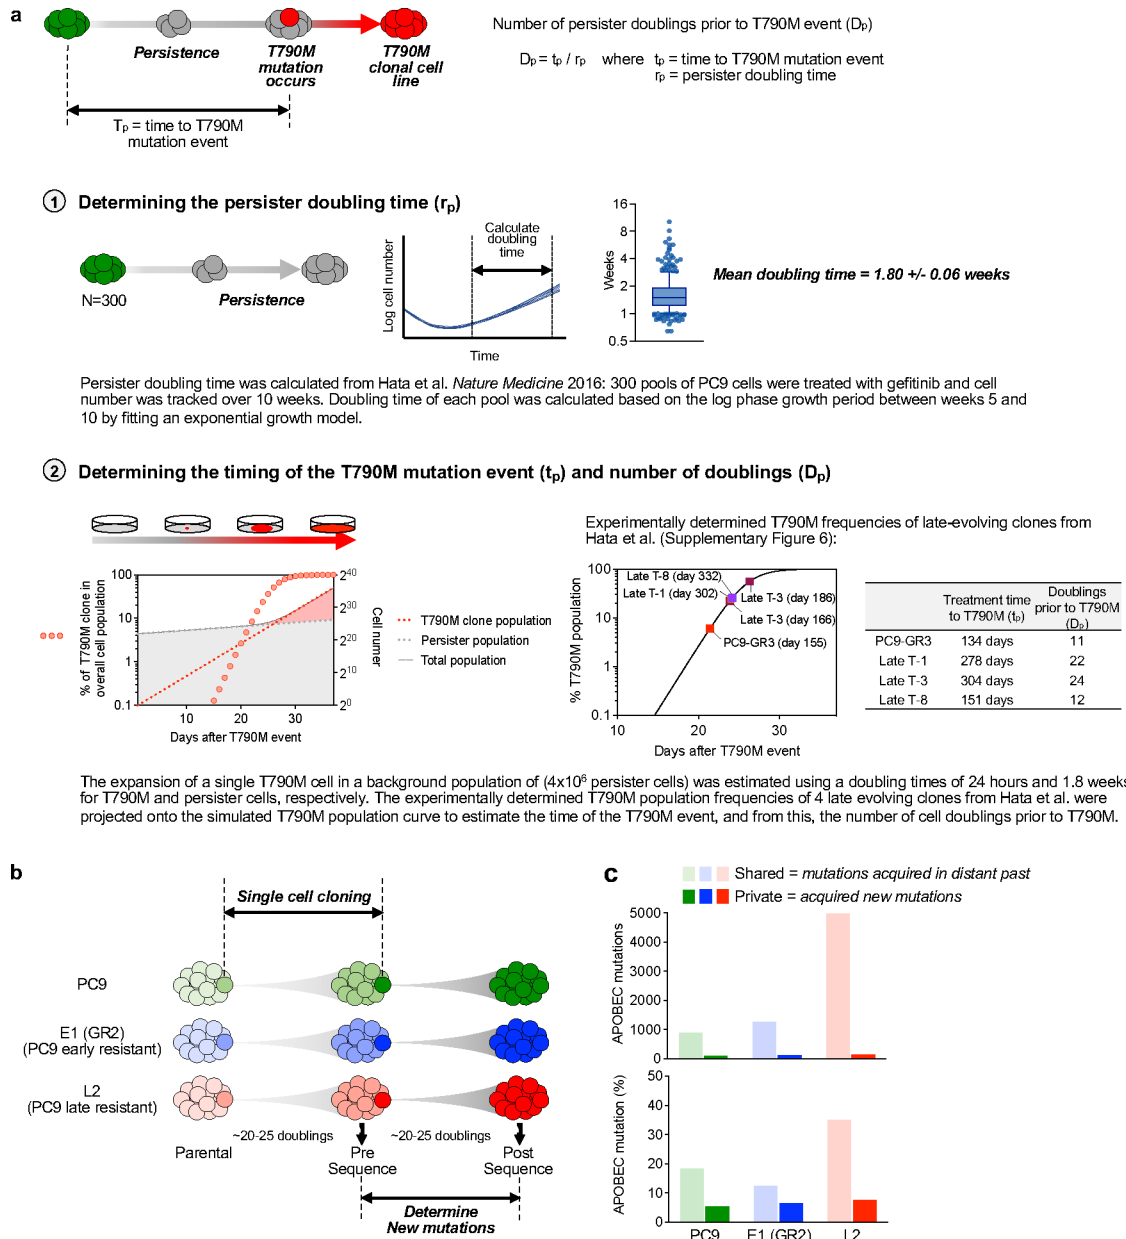 a
Number of persister doublings prior to T790M event (Dp)
Dp = tp / rp where tp = time to T790M mutation event
rp = persister doubling time
Persistence
T790M
mutation
occurs
T790M
clonal cell
line
Tp = time to T790M
mutation event
1 Determining the persister doubling time (rp)
N=300
Persistence
Log cell number
Calculate
doubling
time
Time
Weeks
16
8
4
2
1
0.5
Mean doubling time = 1.80 +/- 0.06 weeks
Persister doubling time was calculated from Hata et al. Nature Medicine 2016: 300 pools of PC9 cells were treated with gefitinib and cell
number was tracked over 10 weeks. Doubling time of each pool was calculated based on the log phase growth period between weeks 5 and
10 by fitting an exponential growth model.
2 Determining the timing of the T790M mutation event (tp) and number of doublings (Dp)
% of T790M clone in
overall cell population
100
10
1
0.1
2^40
2^30
2^20
2^10
2^0
Cell numer
10 20 30
Days after T790M event
T790M clone population
Persister population
Total population
Experimentally determined T790M frequencies of late-evolving clones from
Hata et al. (Supplementary Figure 6):
% T790M population
100
10
1
0.1
Late T-8 (day 332)
Late T-1 (day 302)
Late T-3 (day 186)
Late T-3 (day 166)
PC9-GR3 (day 155)
10 20 30
Days after T790M event
Treatment time
to T790M (tp)
Doublings
prior to T790M
(Dp)
PC9-GR3 134 days 11
Late T-1 278 days 22
Late T-3 304 days 24
Late T-8 151 days 12
The expansion of a single T790M cell in a background population of (4x10^6 persister cells) was estimated using a doubling times of 24 hours and 1.8 weeks
for T790M and persister cells, respectively. The experimentally determined T790M population frequencies of 4 late evolving clones from Hata et al. were
projected onto the simulated T790M population curve to estimate the time of the T790M event, and from this, the number of cell doublings prior to T790M.
b
Single cell cloning
PC9
E1 (GR2)
(PC9 early resistant)
L2
(PC9 late resistant)
~20-25 doublings
~20-25 doublings
Parental
Pre
Sequence
Post
Sequence
Determine
New mutations
c
Shared = mutations acquired in distant past
Private = acquired new mutations
APOBEC mutations
5000
4000
3000
2000
1000
0
APOBEC mutation (%)
50
40
30
20
10
0
PC9 E1 (GR2) L2